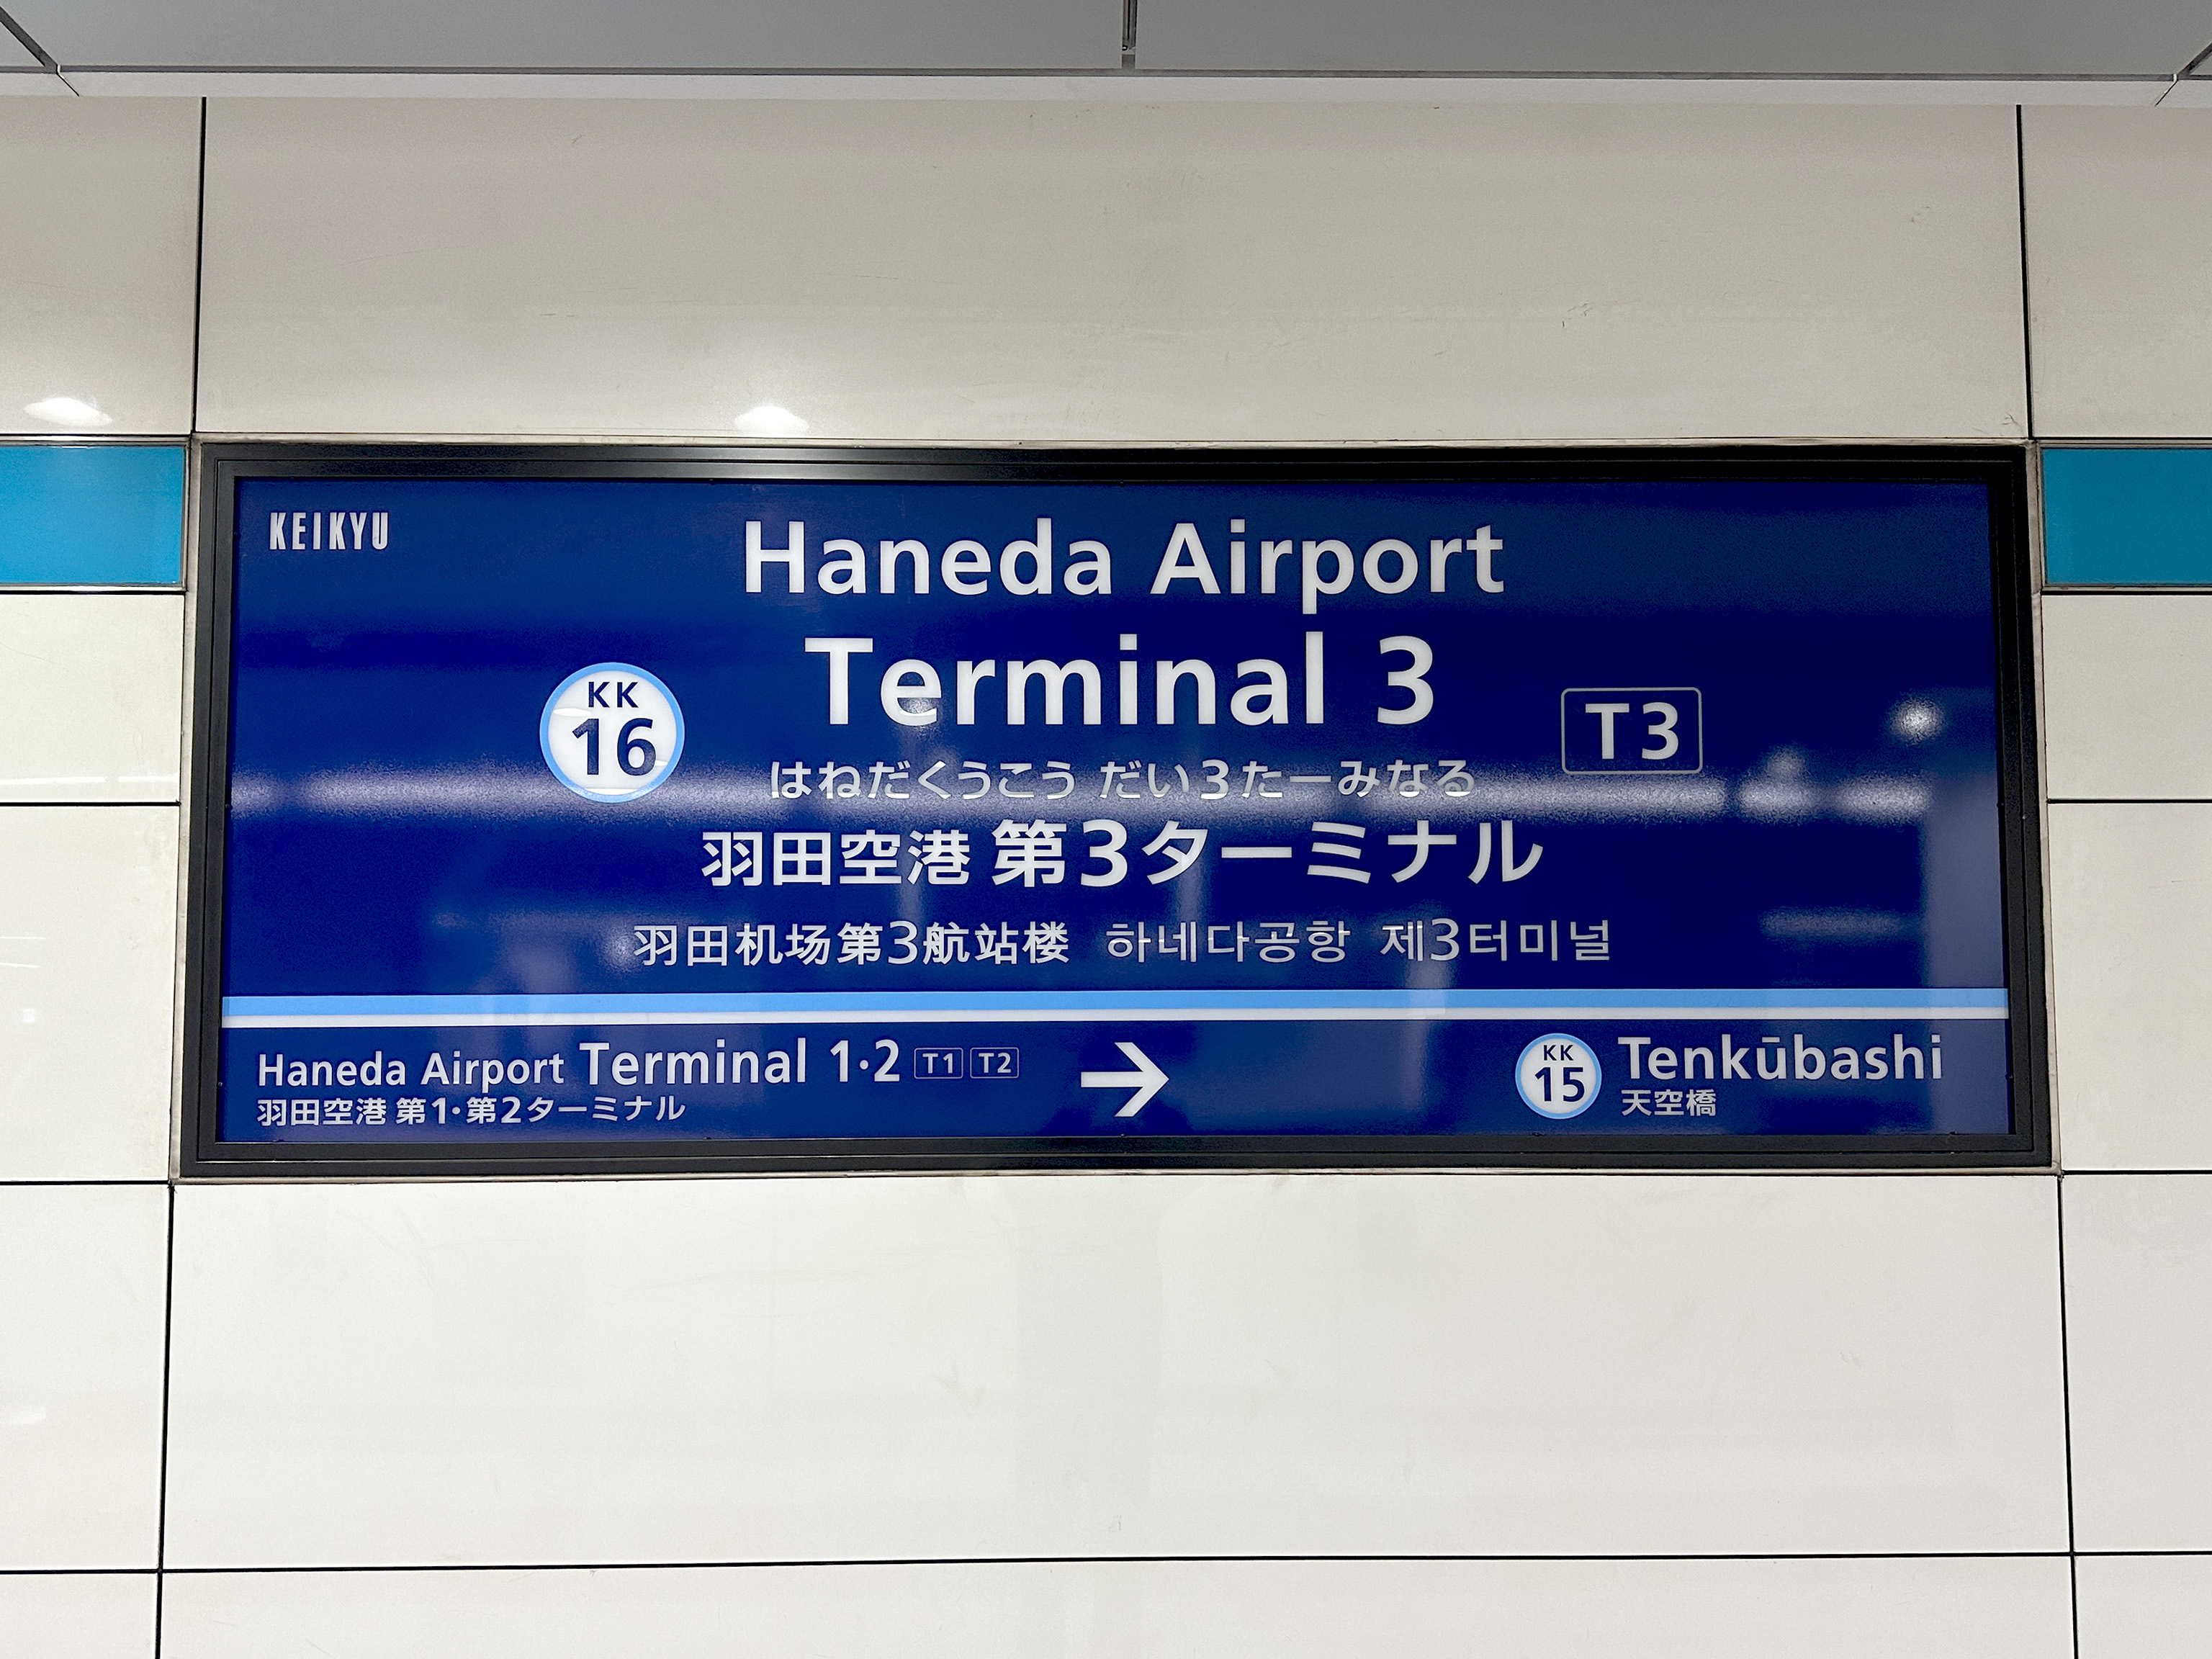 KEIKYU
Haneda Airport
Terminal 3
KK
16
T3
はねだくうこう だい3たーみなる
羽田空港 第3ターミナル
羽田机场第3航站楼 하네다공항 제3터미널
Haneda Airport Terminal 1·2 T1 T2
羽田空港 第1·第2ターミナル
KK
15
Tenkūbashi
天空橋